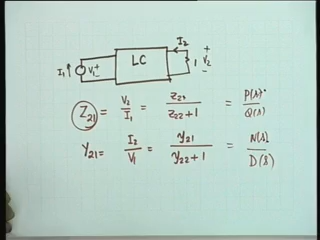 I₂
+
I₁ ↑ V₁ + − LC 1 V₂
−
Z₂₁ = V₂/I₁ = z₂₁/(z₂₂+1) = P(s)/Q(s)
Y₂₁ = I₂/V₁ = y₂₁/(y₂₂+1) = N(s)/D(s)